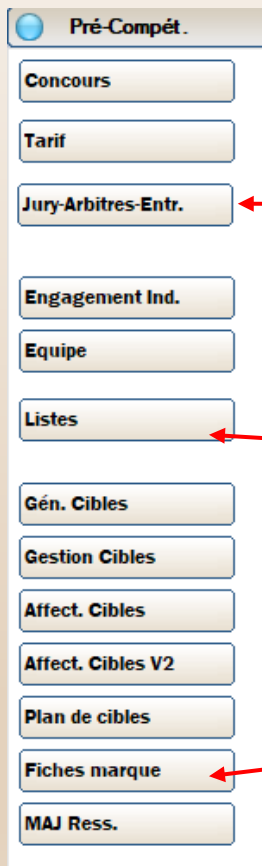 Pré-Compét.
Concours
Tarif
Jury-Arbitres-Entr.
Engagement Ind.
Equipe
Listes
Gén. Cibles
Gestion Cibles
Affect. Cibles
Affect. Cibles V2
Plan de cibles
Fiches marque
MAJ Ress.